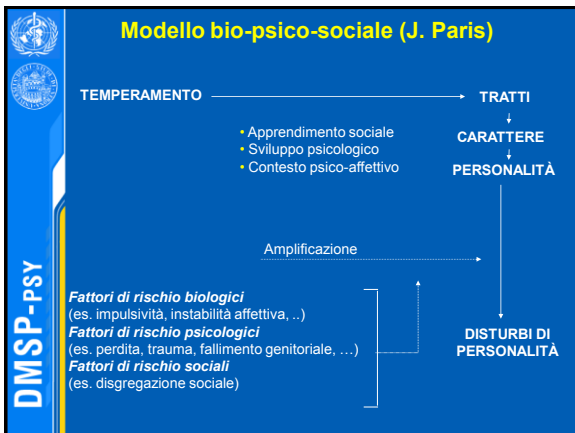 Modello bio-psico-sociale (J. Paris)
TEMPERAMENTO
TRATTI
• Apprendimento sociale
• Sviluppo psicologico
• Contesto psico-affettivo
CARATTERE
PERSONALITÀ
Amplificazione
Fattori di rischio biologici
(es. impulsività, instabilità affettiva, ..)
Fattori di rischio psicologici
(es. perdita, trauma, fallimento genitoriale, …)
Fattori di rischio sociali
(es. disgregazione sociale)
DISTURBI DI
PERSONALITÀ
DMSP-PSY